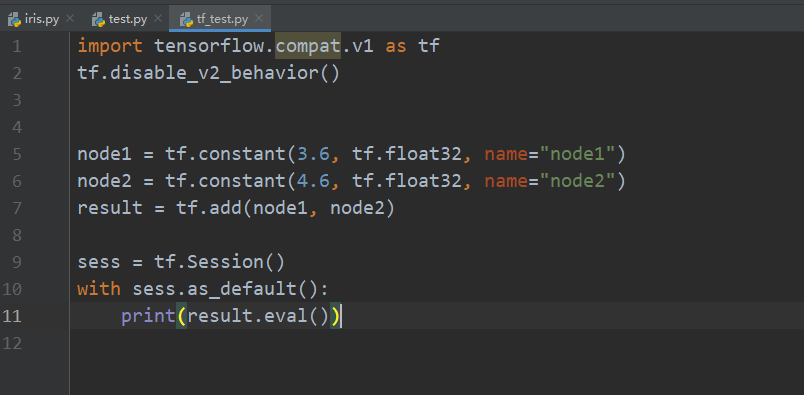 iris.py × test.py × tf_test.py ×
1 import tensorflow.compat.v1 as tf
2 tf.disable_v2_behavior()
3
4
5 node1 = tf.constant(3.6, tf.float32, name="node1")
6 node2 = tf.constant(4.6, tf.float32, name="node2")
7 result = tf.add(node1, node2)
8
9 sess = tf.Session()
10 with sess.as_default():
11     print(result.eval())
12